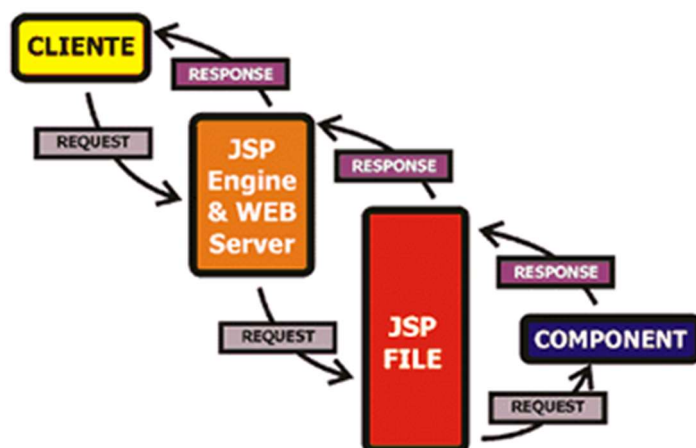 CLIENTE
RESPONSE
REQUEST
JSP
Engine
& WEB
Server
RESPONSE
REQUEST
JSP
FILE
RESPONSE
COMPONENT
REQUEST